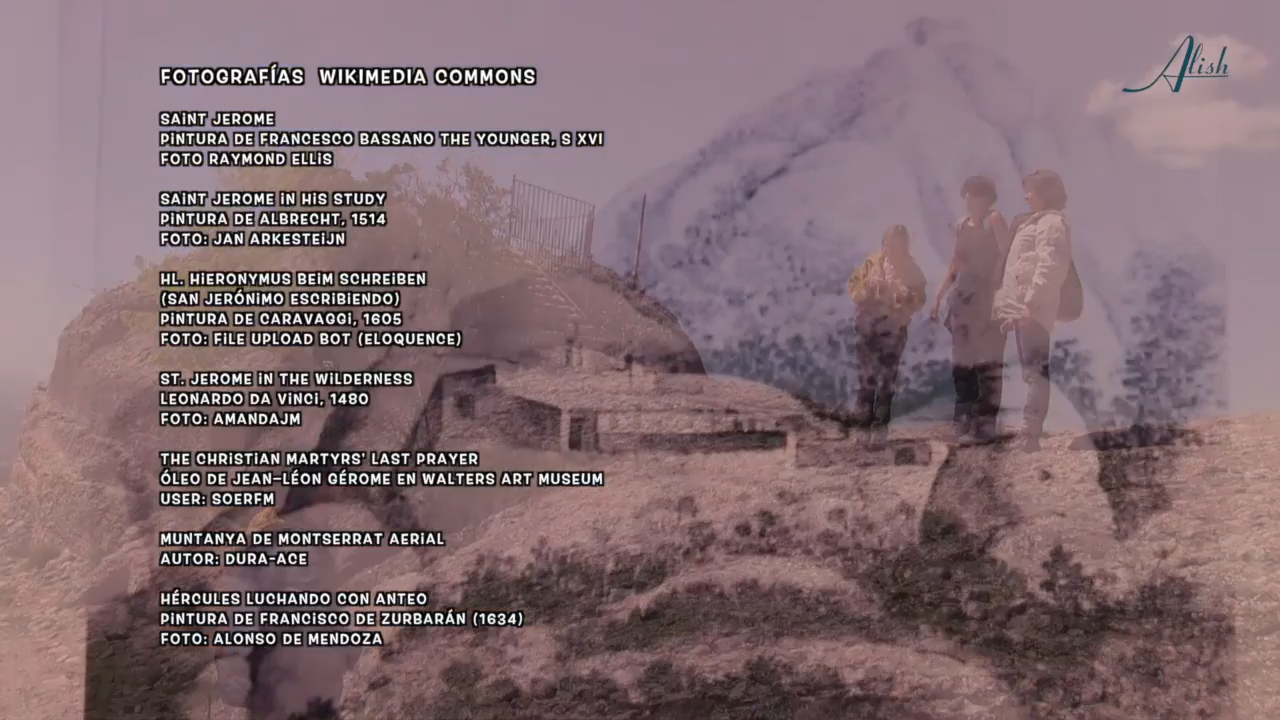 FOTOGRAFÍAS WIKIMEDIA COMMONS
SAINT JEROME
PINTURA DE FRANCESCO BASSANO THE YOUNGER, S XVI
FOTO RAYMOND ELLIS
SAINT JEROME IN HIS STUDY
PINTURA DE ALBRECHT, 1514
FOTO: JAN ARKESTEIJN
HL. HIERONYMUS BEIM SCHREIBEN
(SAN JERÓNIMO ESCRIBIENDO)
PINTURA DE CARAVAGGI, 1605
FOTO: FILE UPLOAD BOT (ELOQUENCE)
ST. JEROME IN THE WILDERNESS
LEONARDO DA VINCI, 1480
FOTO: AMANDAJM
THE CHRISTIAN MARTYRS' LAST PRAYER
ÓLEO DE JEAN-LÉON GÉROME EN WALTERS ART MUSEUM
USER: SOERFM
MUNTANYA DE MONTSERRAT AERIAL
AUTOR: DURA-ACE
HÉRCULES LUCHANDO CON ANTEO
PINTURA DE FRANCISCO DE ZURBARÁN (1634)
FOTO: ALONSO DE MENDOZA
Alish